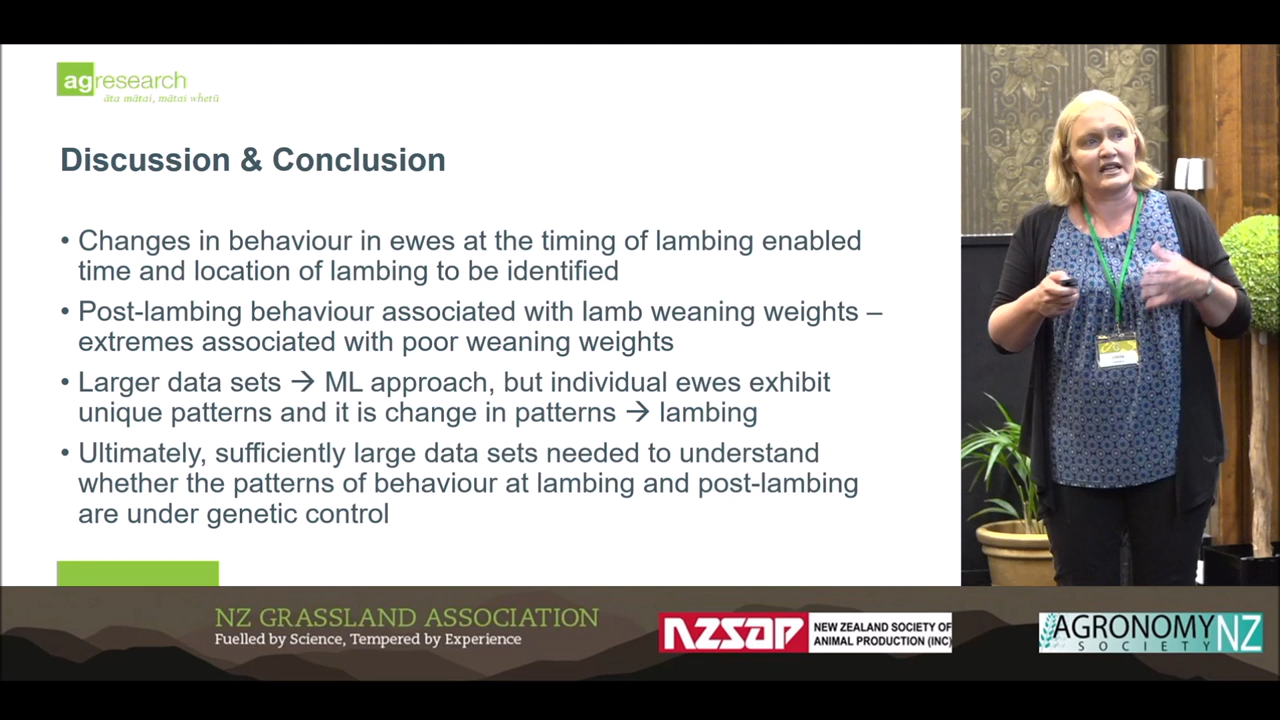 agresearch
āta mātai, mātai whetū
Discussion & Conclusion
• Changes in behaviour in ewes at the timing of lambing enabled
time and location of lambing to be identified
• Post-lambing behaviour associated with lamb weaning weights –
extremes associated with poor weaning weights
• Larger data sets → ML approach, but individual ewes exhibit
unique patterns and it is change in patterns → lambing
• Ultimately, sufficiently large data sets needed to understand
whether the patterns of behaviour at lambing and post-lambing
are under genetic control
NZ GRASSLAND ASSOCIATION
Fuelled by Science, Tempered by Experience
NZSAP
NEW ZEALAND SOCIETY OF
ANIMAL PRODUCTION (INC)
AGRONOMY NZ
SOCIETY